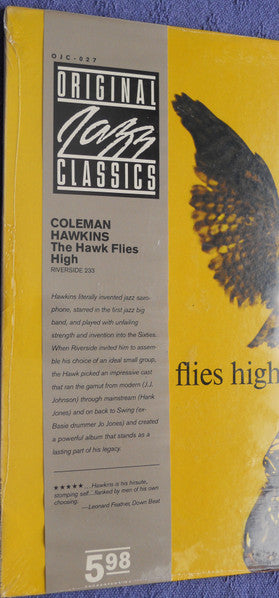 OJC-027
ORIGINAL
Jazz
CLASSICS
COLEMAN
HAWKINS
The Hawk Flies
High
RIVERSIDE 233
Hawkins literally invented jazz saxo-
phone, starred in the first jazz big
band, and played with unfailing
strength and invention into the Sixties.
When Riverside invited him to assem-
ble his choice of an ideal small group,
the Hawk picked an impressive cast
that ran the gamut from modern (J.J.
Johnson) through mainstream (Hank
Jones) and on back to Swing (ex-
Basie drummer Jo Jones) and created
a powerful album that stands as a
lasting part of his legacy.
flies high
★★★★★ ...Hawkins is his hirsute,
stomping self...flanked by men of his own
choosing.
—Leonard Feather, Down Beat
5.98